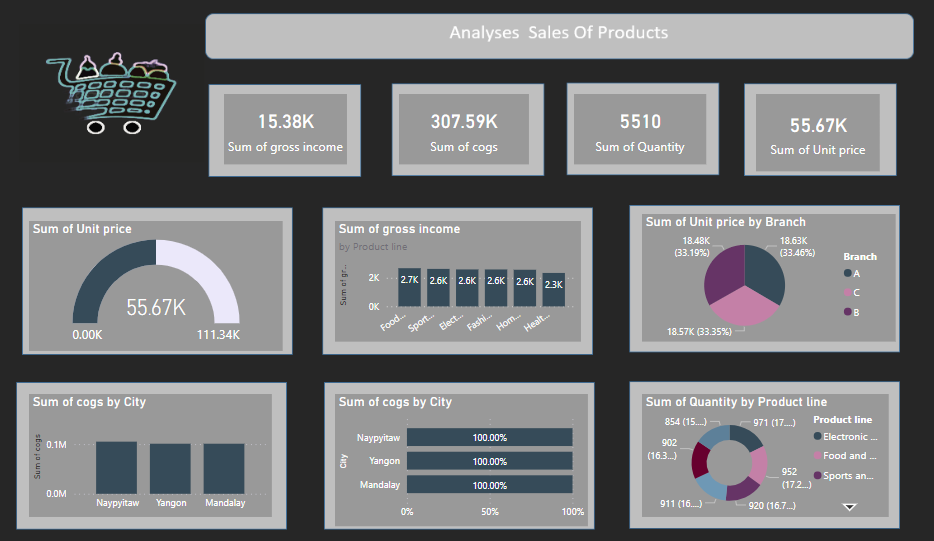 Analyses Sales Of Products
15.38K
Sum of gross income
307.59K
Sum of cogs
5510
Sum of Quantity
55.67K
Sum of Unit price
Sum of Unit price
55.67K
0.00K
111.34K
Sum of gross income
by Product line
Sum of gr...
2K
0K
2.7K
2.6K
2.6K
2.6K
2.6K
2.3K
Food...
Sport...
Elect...
Fashi...
Hom...
Healt...
Sum of Unit price by Branch
18.48K
(33.19%)
18.63K
(33.46%)
18.57K (33.35%)
Branch
A
C
B
Sum of cogs by City
Sum of cogs
0.1M
0.0M
Naypyitaw
Yangon
Mandalay
Sum of cogs by City
City
Naypyitaw
100.00%
Yangon
100.00%
Mandalay
100.00%
0%
50%
100%
Sum of Quantity by Product line
854 (15....)
971 (17....)
902
(16.3...)
952
(17.2...)
911 (16....)
920 (16.7...)
Product line
Electronic ...
Food and ...
Sports an...